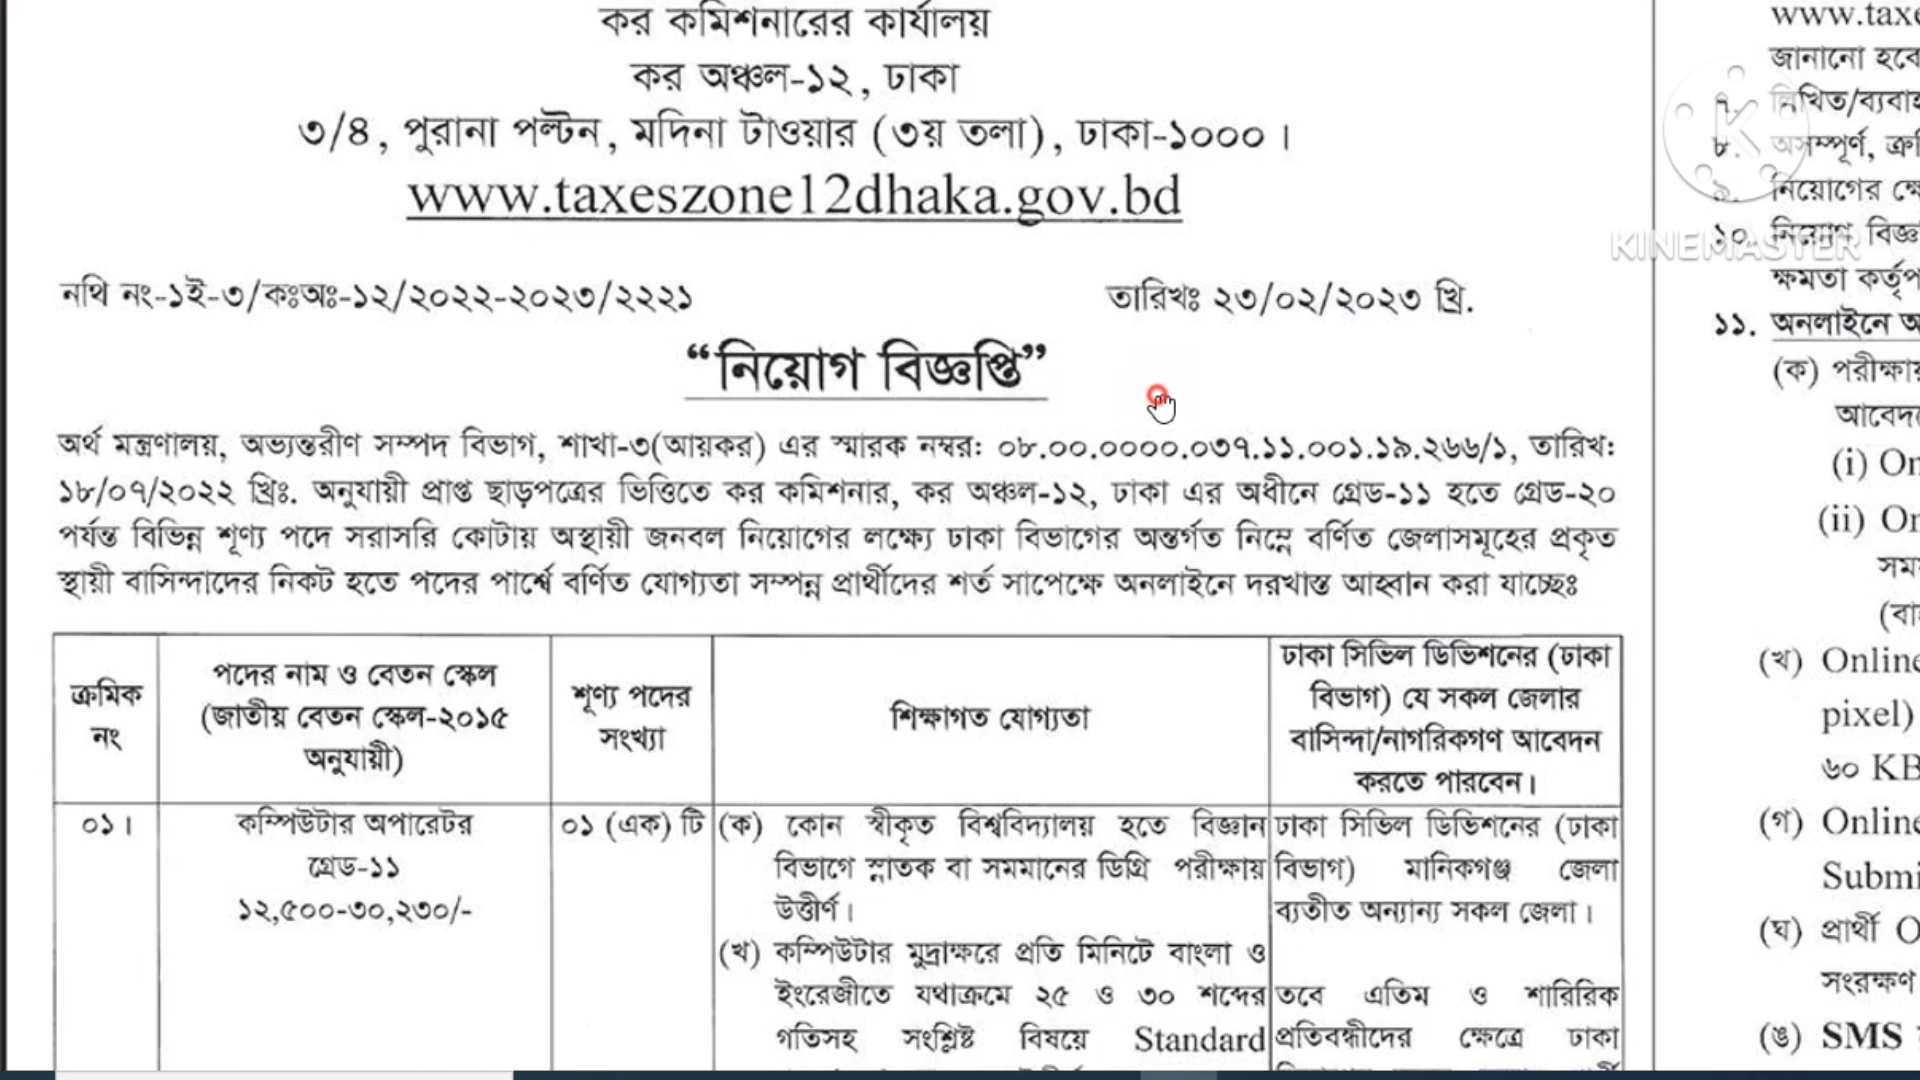 কর কমিশনারের কার্যালয়
কর অঞ্চল-১২, ঢাকা
৩/৪, পুরানা পল্টন, মদিনা টাওয়ার (৩য় তলা), ঢাকা-১০০০।
www.taxeszone12dhaka.gov.bd
নথি নং-১ই-৩/কঃঅঃ-১২/২০২২-২০২৩/২২২১
তারিখঃ ২৩/০২/২০২৩ খ্রি.
“নিয়োগ বিজ্ঞপ্তি”
অর্থ মন্ত্রণালয়, অভ্যন্তরীণ সম্পদ বিভাগ, শাখা-৩(আয়কর) এর স্মারক নম্বর: ০৮.০০.০০০০.০৩৭.১১.০০১.১৯.২৬৬/১, তারিখ:
১৮/০৭/২০২২ খ্রিঃ. অনুযায়ী প্রাপ্ত ছাড়পত্রের ভিত্তিতে কর কমিশনার, কর অঞ্চল-১২, ঢাকা এর অধীনে গ্রেড-১১ হতে গ্রেড-২০
পর্যন্ত বিভিন্ন শূণ্য পদে সরাসরি কোটায় অস্থায়ী জনবল নিয়োগের লক্ষ্যে ঢাকা বিভাগের অন্তর্গত নিম্নে বর্ণিত জেলাসমূহের প্রকৃত
স্থায়ী বাসিন্দাদের নিকট হতে পদের পার্শ্বে বর্ণিত যোগ্যতা সম্পন্ন প্রার্থীদের শর্ত সাপেক্ষে অনলাইনে দরখাস্ত আহ্বান করা যাচ্ছেঃ
ক্রমিক
নং
পদের নাম ও বেতন স্কেল
(জাতীয় বেতন স্কেল-২০১৫
অনুযায়ী)
শূণ্য পদের
সংখ্যা
শিক্ষাগত যোগ্যতা
ঢাকা সিভিল ডিভিশনের (ঢাকা
বিভাগ) যে সকল জেলার
বাসিন্দা/নাগরিকগণ আবেদন
করতে পারবেন।
০১।
কম্পিউটার অপারেটর
গ্রেড-১১
১২,৫০০-৩০,২৩০/-
০১ (এক) টি
(ক) কোন স্বীকৃত বিশ্ববিদ্যালয় হতে বিজ্ঞান
বিভাগে স্নাতক বা সমমানের ডিগ্রি পরীক্ষায়
উত্তীর্ণ।
(খ) কম্পিউটার মুদ্রাক্ষরে প্রতি মিনিটে বাংলা ও
ইংরেজীতে যথাক্রমে ২৫ ও ৩০ শব্দের
গতিসহ সংশ্লিষ্ট বিষয়ে Standard
ঢাকা সিভিল ডিভিশনের (ঢাকা
বিভাগ) মানিকগঞ্জ জেলা
ব্যতীত অন্যান্য সকল জেলা।
তবে এতিম ও শারিরিক
প্রতিবন্ধীদের ক্ষেত্রে ঢাকা
www.taxe
জানানো হবে
৭. লিখিত/ব্যবহা
৮. অসম্পূর্ণ, ত্রু
৯. নিয়োগের ক্ষে
১০. নিয়োগ বিজ্ঞ
ক্ষমতা কর্তৃপ
১১. অনলাইনে আ
(ক) পরীক্ষায়
আবেদ
(i) On
(ii) On
সম
(বা
(খ) Online
pixel)
৬০ KB
(গ) Online
Submi
(ঘ) প্রার্থী O
সংরক্ষণ
(ঙ) SMS
KINEMASTER